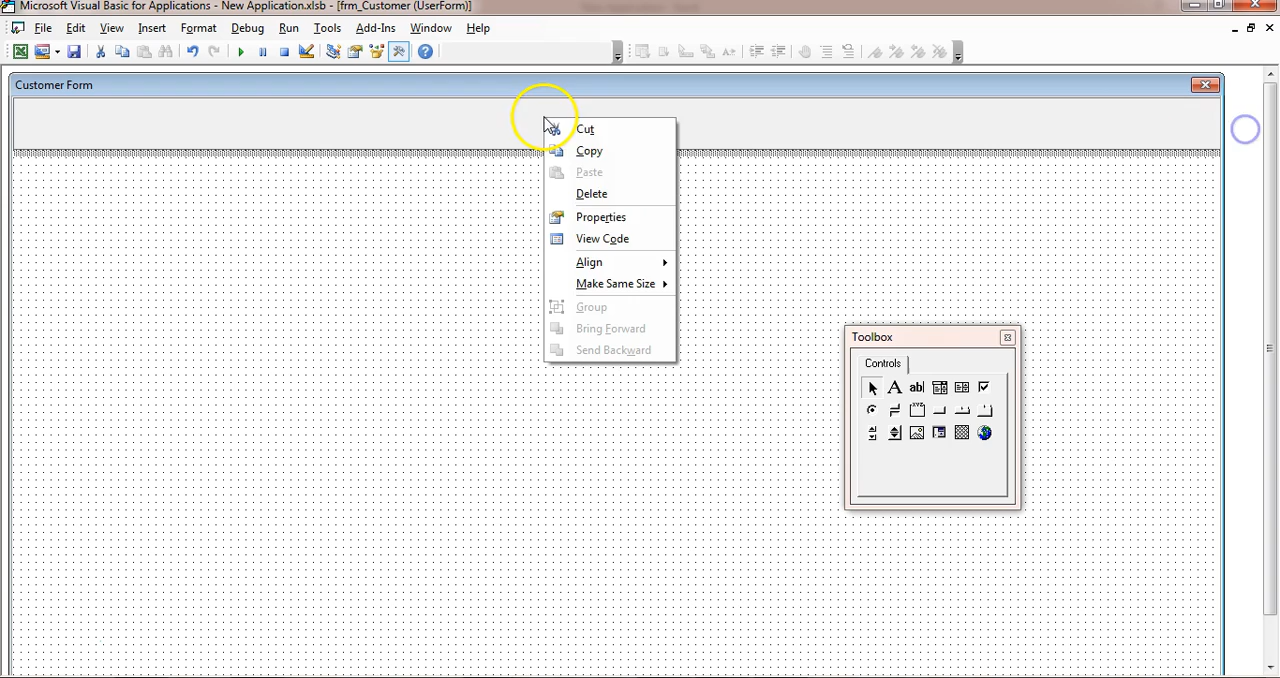 Microsoft Visual Basic for Applications - New Application.xlsb - [frm_Customer (UserForm)]
File Edit View Insert Format Debug Run Tools Add-Ins Window Help
Customer Form
Cut
Copy
Paste
Delete
Properties
View Code
Align
Make Same Size
Group
Bring Forward
Send Backward
Toolbox
Controls
A ab|
XYZ